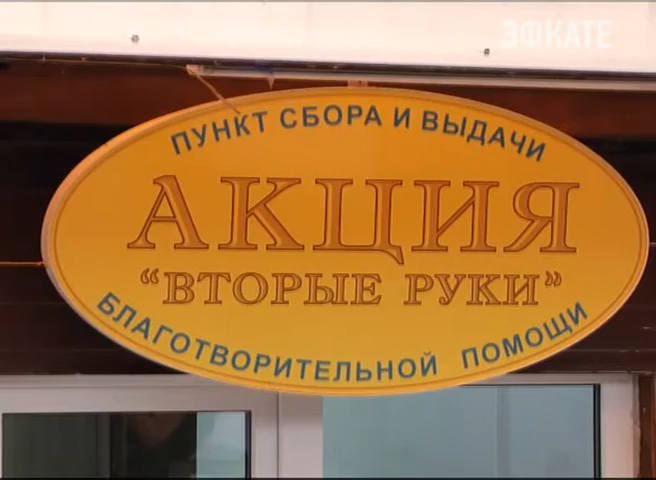 ЭФКАТЕ
ПУНКТ СБОРА И ВЫДАЧИ
АКЦИЯ
“ВТОРЫЕ РУКИ”
БЛАГОТВОРИТЕЛЬНОЙ ПОМОЩИ